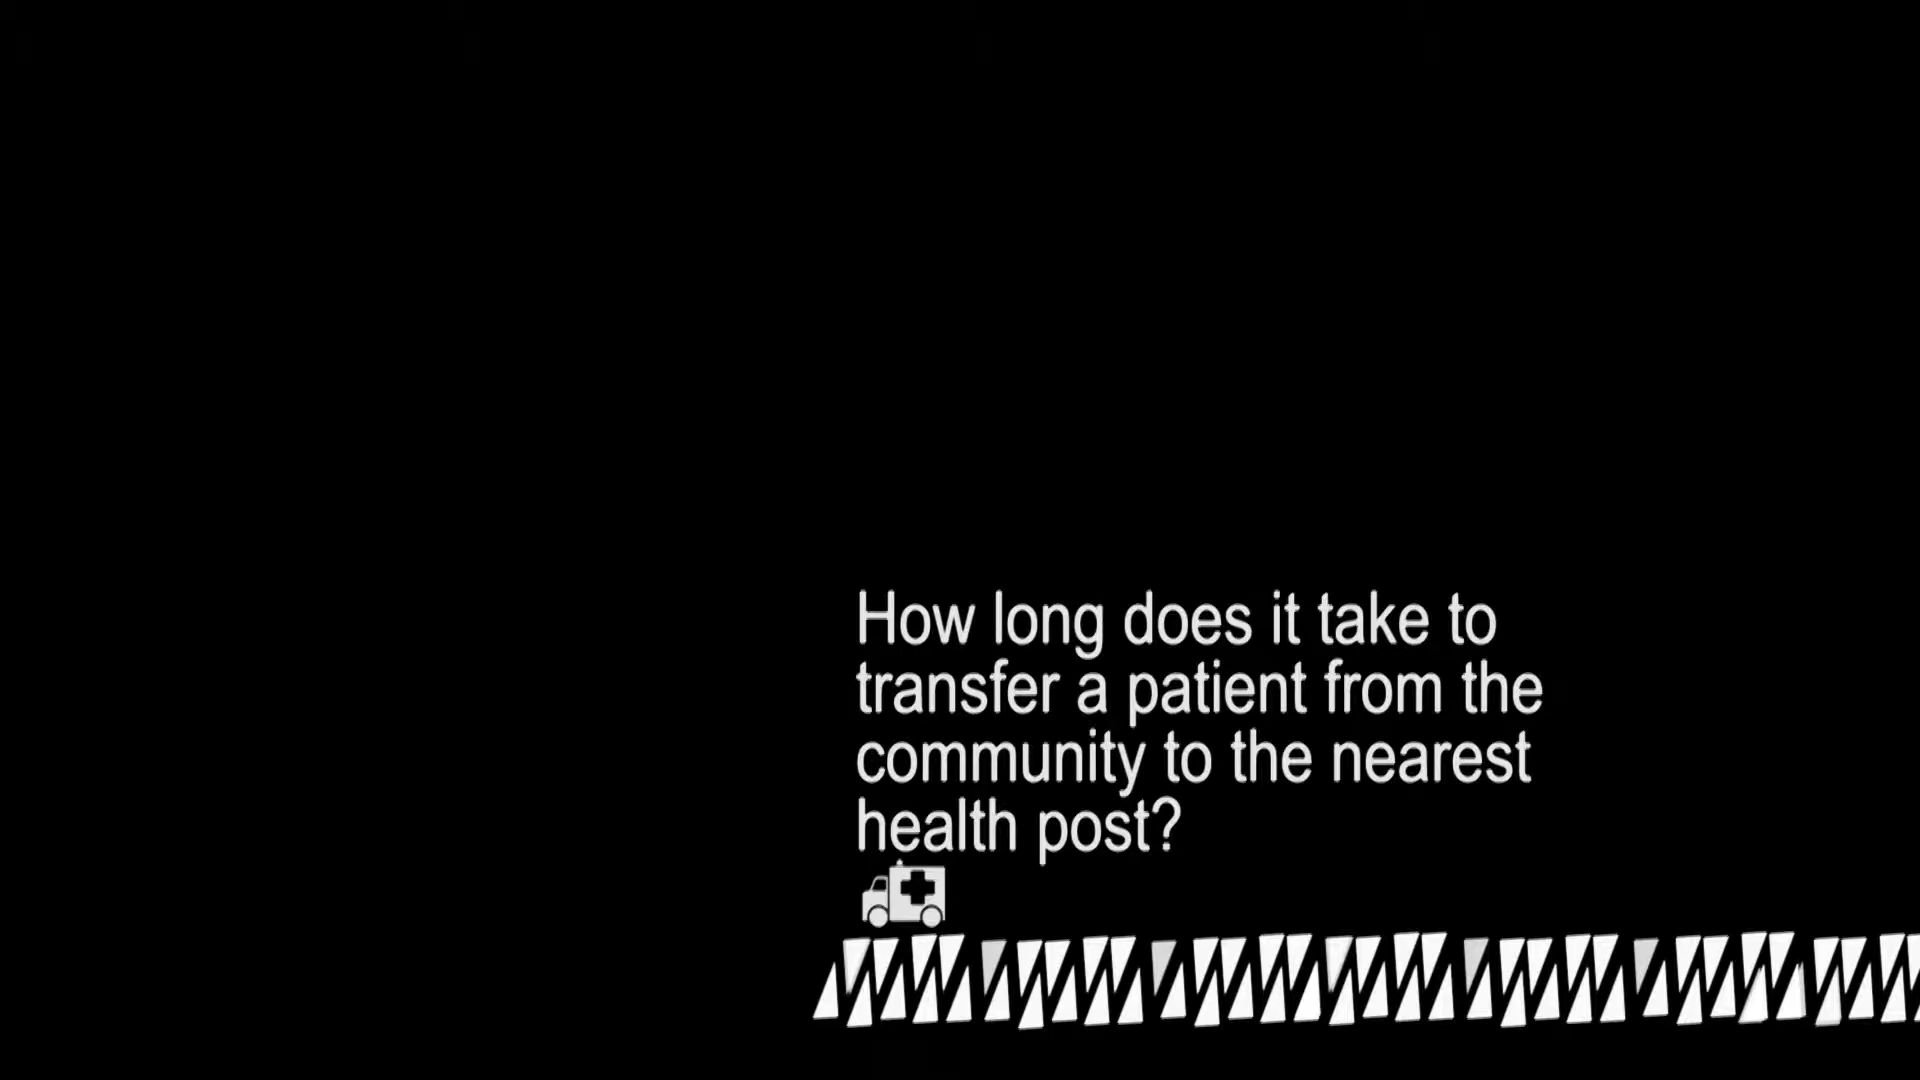 How long does it take to
transfer a patient from the
community to the nearest
health post?